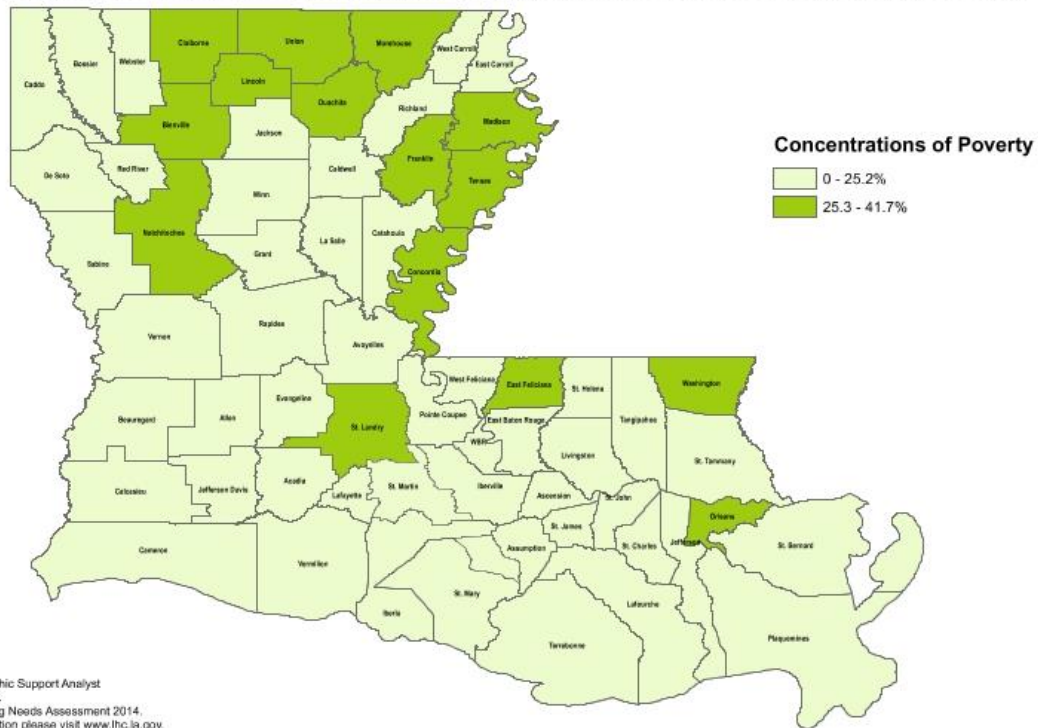 Claiborne
Union
Morehouse
West Carroll
East Carroll
Caddo
Bossier
Webster
Lincoln
Ouachita
Richland
Madison
Bienville
Jackson
Franklin
Tensas
De Soto
Red River
Caldwell
Winn
Natchitoches
La Salle
Catahoula
Sabine
Grant
Concordia
Vernon
Rapides
Avoyelles
West Feliciana
East Feliciana
St. Helena
Washington
Beauregard
Allen
Evangeline
St. Landry
Pointe Coupee
East Baton Rouge
Tangipahoa
WBR
Livingston
St. Tammany
Calcasieu
Jefferson Davis
Acadia
Lafayette
St. Martin
Iberville
Ascension
St. John
Orleans
St. James
Jefferson
St. Bernard
Cameron
Vermilion
Assumption
St. Charles
St. Mary
Iberia
Lafourche
Terrebonne
Plaquemines
Concentrations of Poverty
0 - 25.2%
25.3 - 41.7%
hic Support Analyst
g Needs Assessment 2014.
tion please visit www.lhc.la.gov.